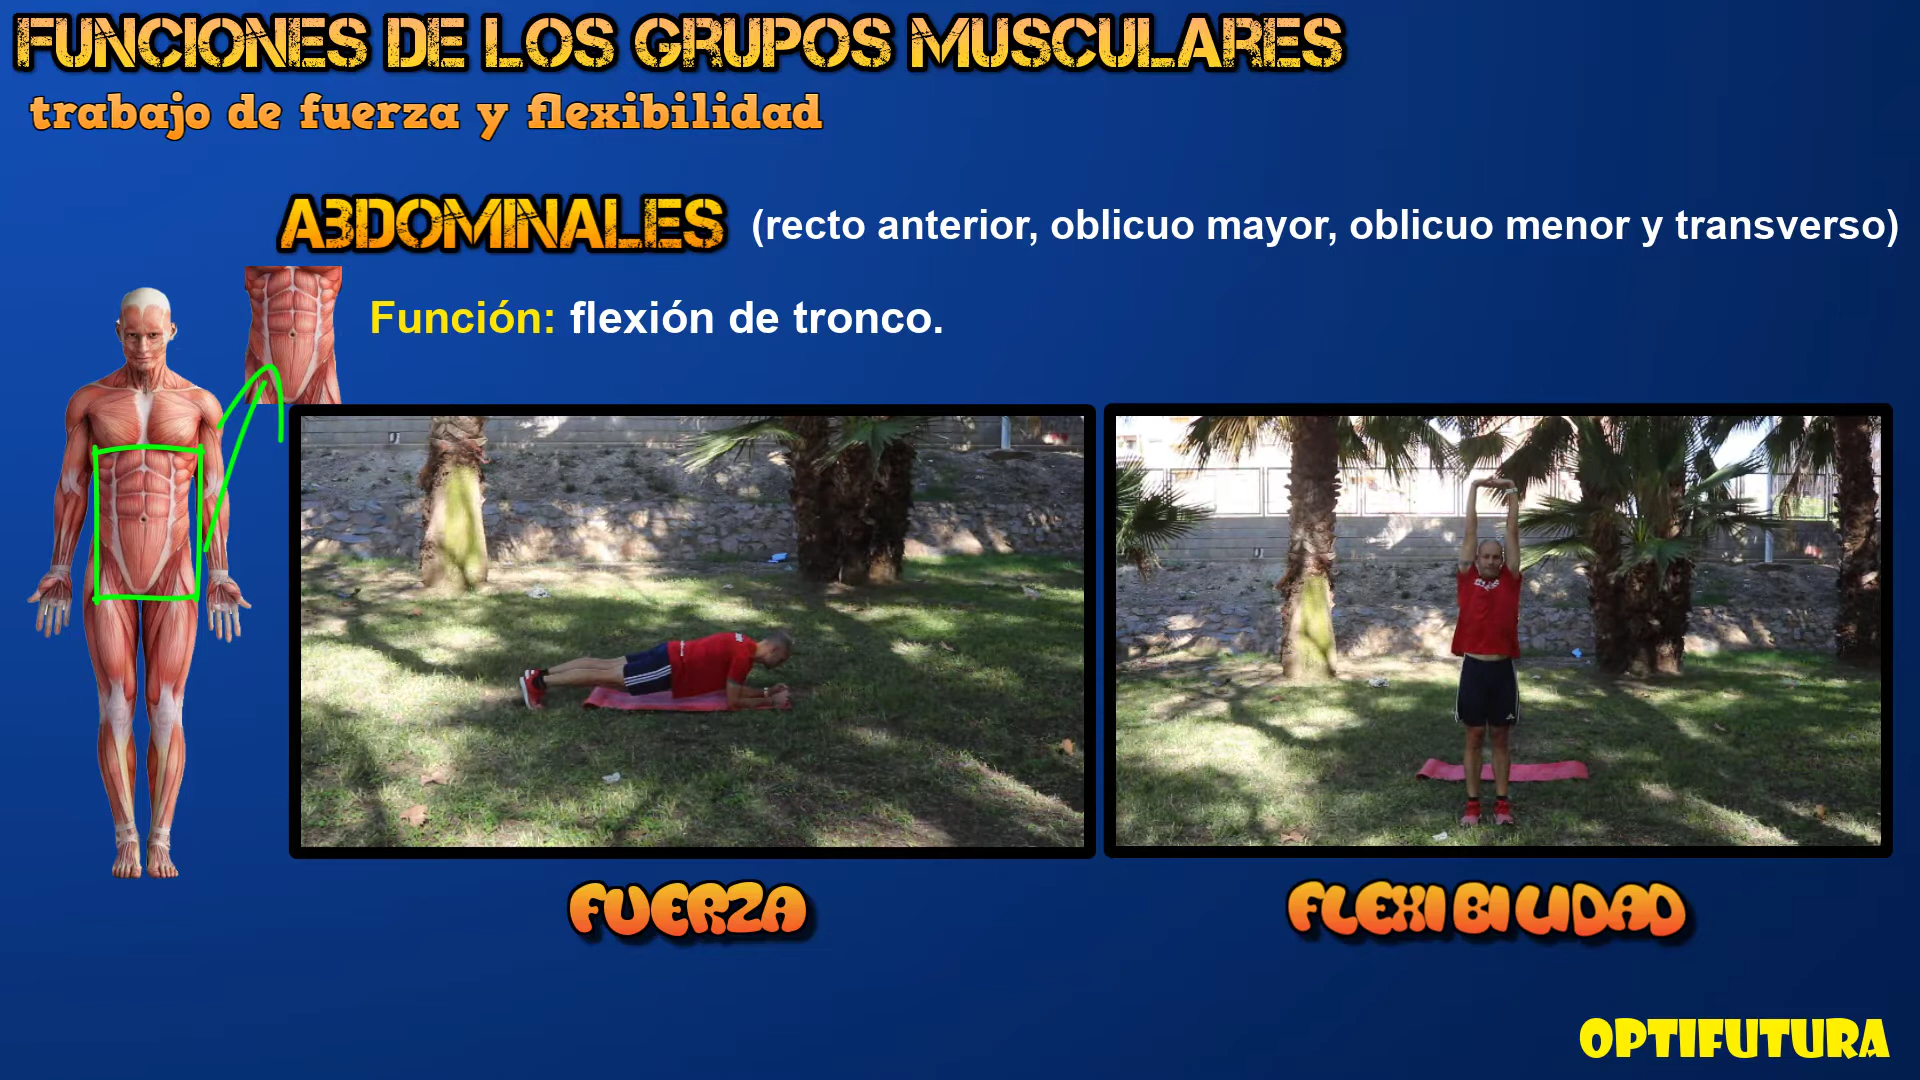 FUNCIONES DE LOS GRUPOS MUSCULARES
trabajo de fuerza y flexibilidad
ABDOMINALES (recto anterior, oblicuo mayor, oblicuo menor y transverso)
Función: flexión de tronco.
FUERZA
FLEXIBILIDAD
OPTIFUTURA